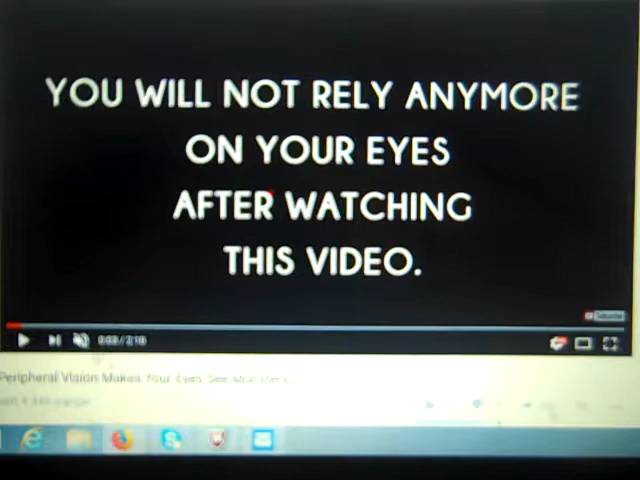 YOU WILL NOT RELY ANYMORE
ON YOUR EYES
AFTER WATCHING
THIS VIDEO.
Peripheral Vision Makes Your Eyes See Monsters